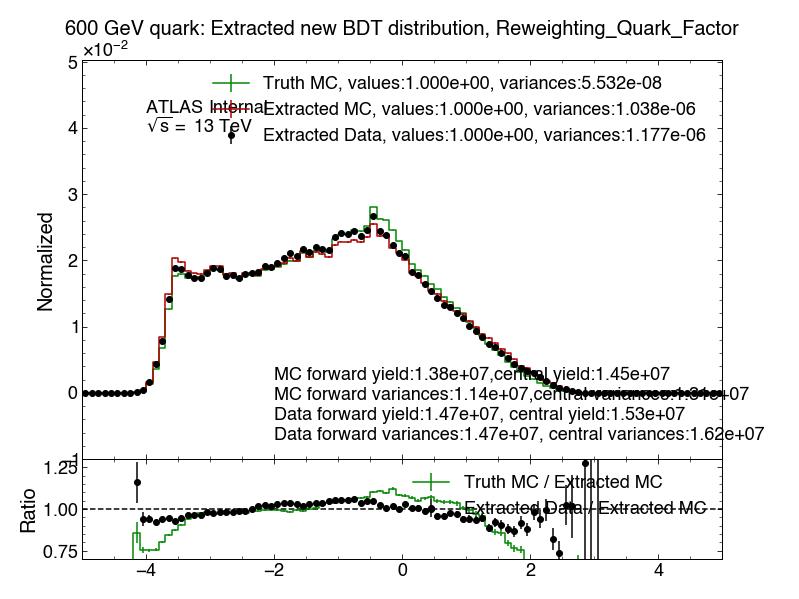 600 GeV quark: Extracted new BDT distribution, Reweighting_Quark_Factor
×10⁻²
5
4
3
2
1
0
Normalized
ATLAS Internal
√s = 13 TeV
Truth MC, values:1.000e+00, variances:5.532e-08
Extracted MC, values:1.000e+00, variances:1.038e-06
Extracted Data, values:1.000e+00, variances:1.177e-06
MC forward yield:1.38e+07,central yield:1.45e+07
MC forward variances:1.14e+07,central variances:1.31e+07
Data forward yield:1.47e+07, central yield:1.53e+07
Data forward variances:1.47e+07, central variances:1.62e+07
1.25
1.00
0.75
Ratio
Truth MC / Extracted MC
Extracted Data / Extracted MC
−4 −2 0 2 4